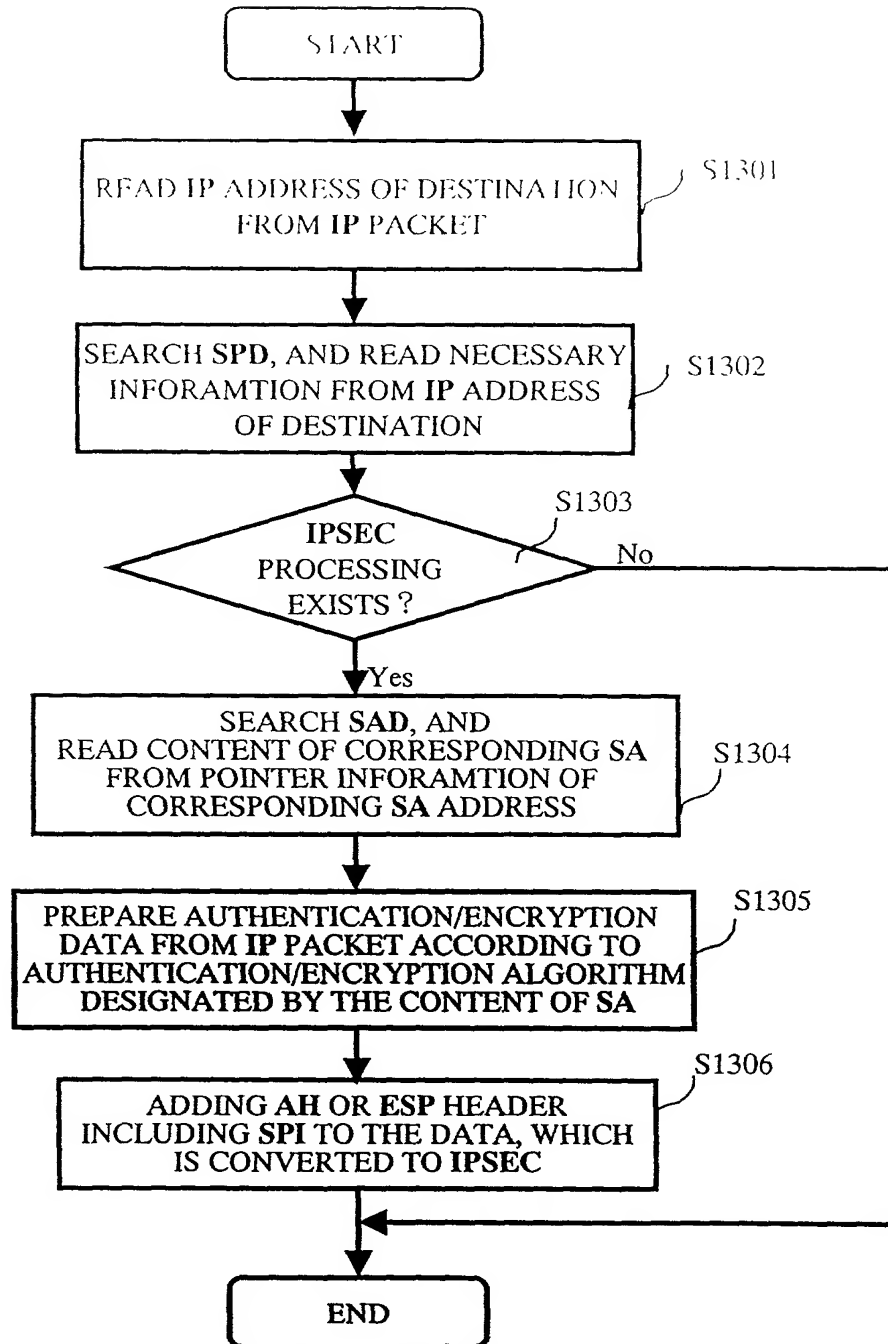 START
READ IP ADDRESS OF DESTINATION
FROM IP PACKET
S1301
SEARCH SPD, AND READ NECESSARY
INFORAMTION FROM IP ADDRESS
OF DESTINATION
S1302
IPSEC
PROCESSING
EXISTS ?
S1303
No
Yes
SEARCH SAD, AND
READ CONTENT OF CORRESPONDING SA
FROM POINTER INFORAMTION OF
CORRESPONDING SA ADDRESS
S1304
PREPARE AUTHENTICATION/ENCRYPTION
DATA FROM IP PACKET ACCORDING TO
AUTHENTICATION/ENCRYPTION ALGORITHM
DESIGNATED BY THE CONTENT OF SA
S1305
ADDING AH OR ESP HEADER
INCLUDING SPI TO THE DATA, WHICH
IS CONVERTED TO IPSEC
S1306
END